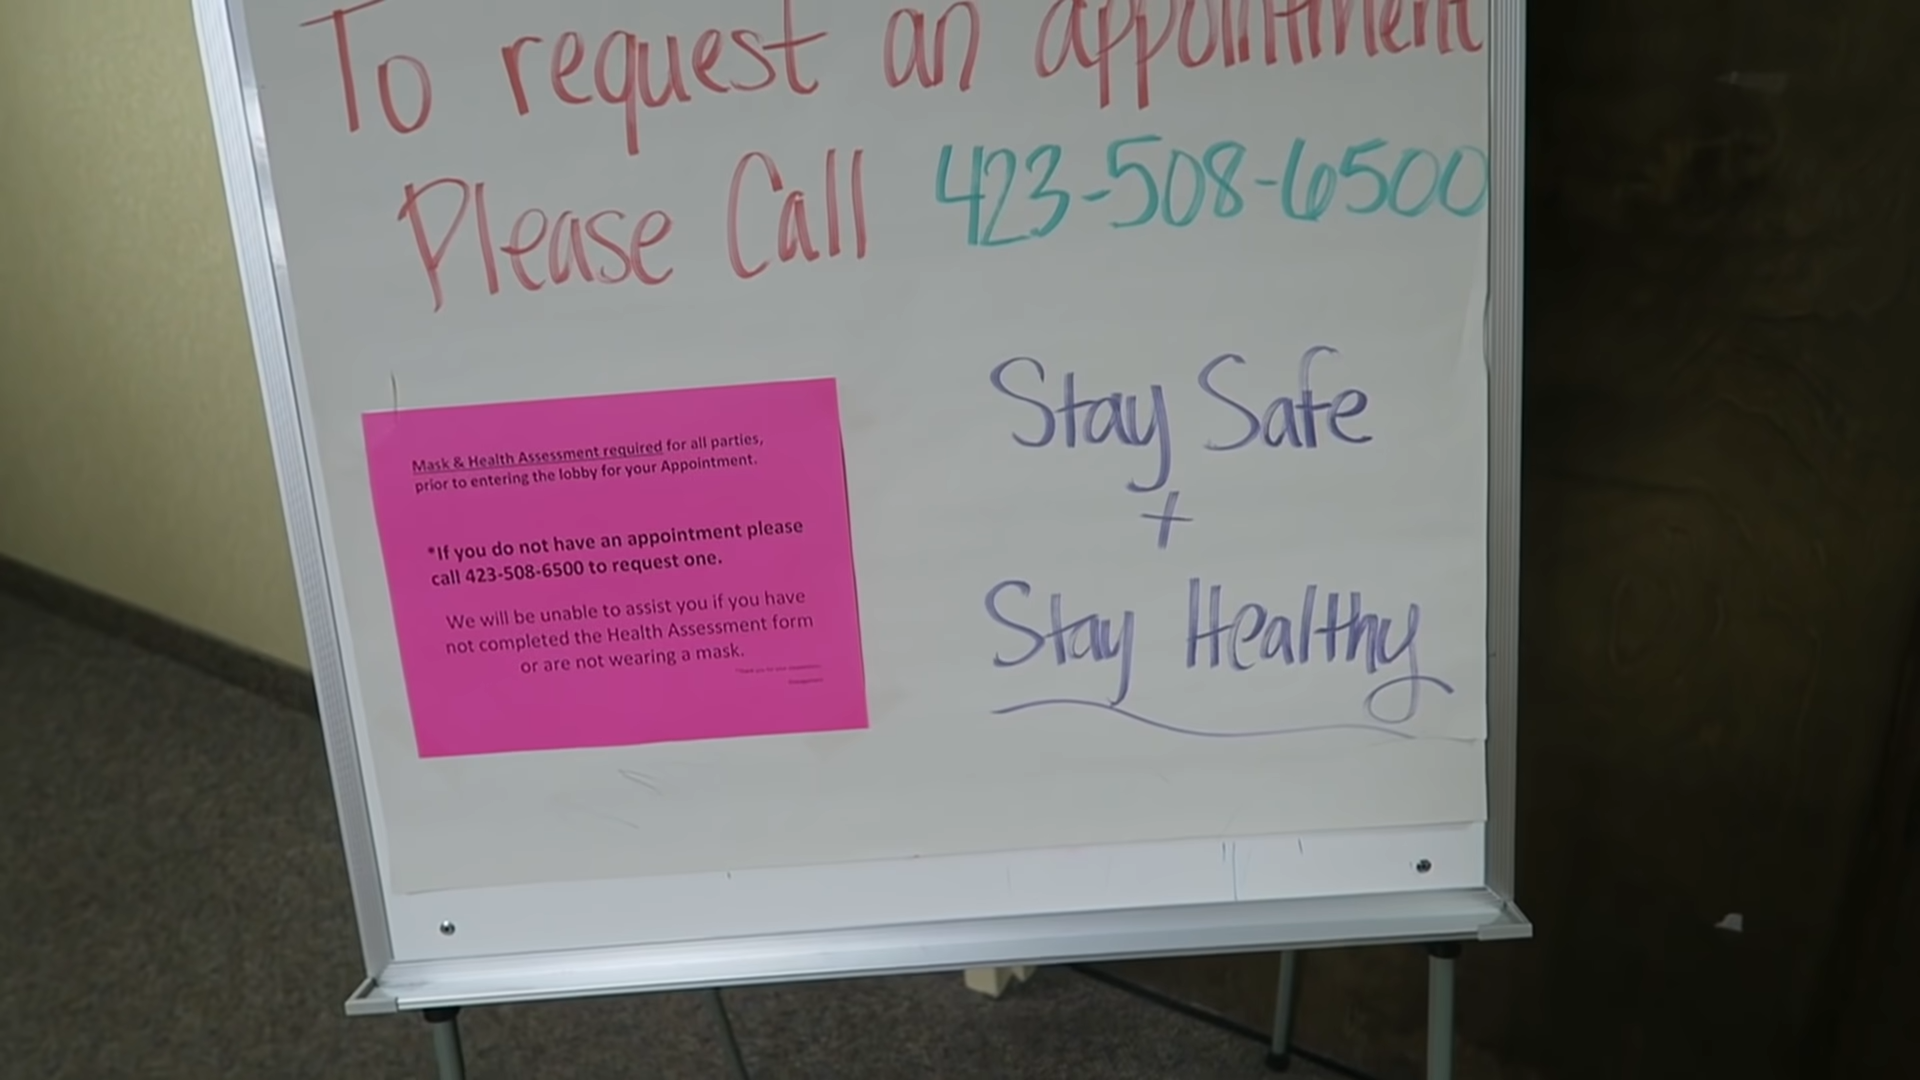 To request an appointment
Please Call 423-508-6500
Mask & Health Assessment required for all parties,
prior to entering the lobby for your Appointment.
*If you do not have an appointment please
call 423-508-6500 to request one.
We will be unable to assist you if you have
not completed the Health Assessment form
or are not wearing a mask.
Stay Safe
+
Stay Healthy